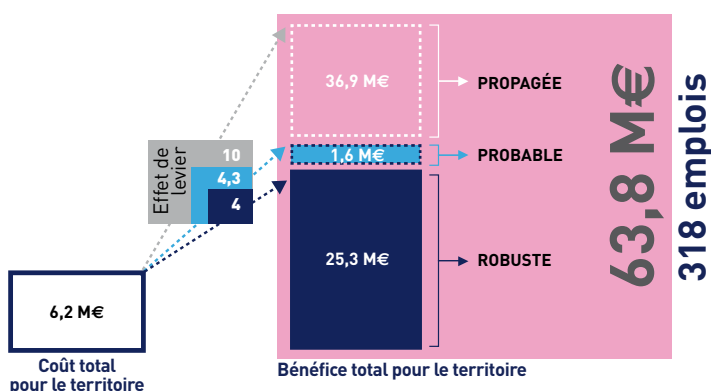 36,9 M€
PROPAGÉE
1,6 M€
PROBABLE
25,3 M€
ROBUSTE
63,8 M€
318 emplois
Effet de
levier
10
4,3
4
6,2 M€
Coût total
pour le territoire
Bénéfice total pour le territoire